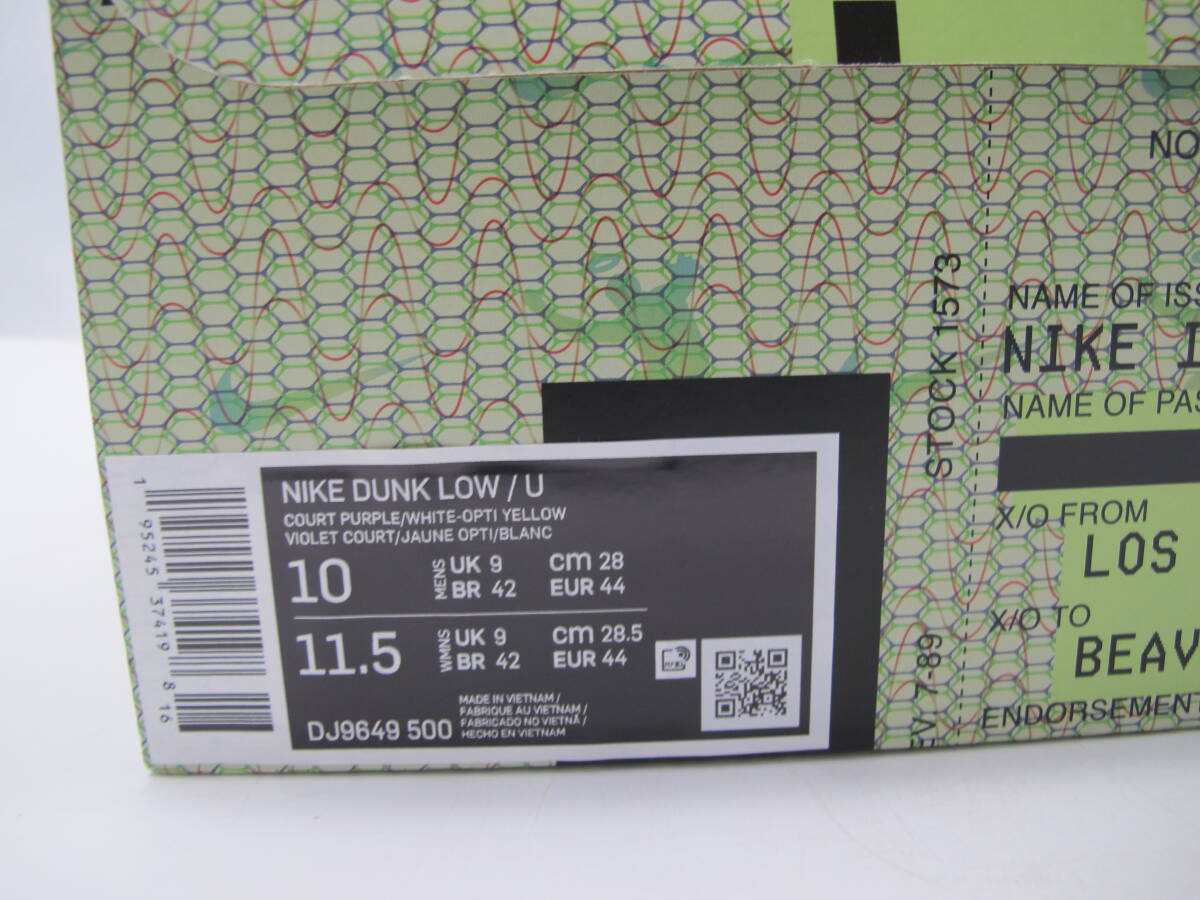 NO
STOCK 1573
NAME OF ISS
NIKE I
NAME OF PAS
X/O FROM
LOS
X/O TO
BEAV
EV. 7-89
ENDORSEMENT
1 95245 37419 8 16
NIKE DUNK LOW / U
COURT PURPLE/WHITE-OPTI YELLOW
VIOLET COURT/JAUNE OPTI/BLANC
10 MENS UK 9 cm 28
BR 42 EUR 44
11.5 WMNS UK 9 cm 28.5
BR 42 EUR 44
DJ9649 500
MADE IN VIETNAM /
FABRIQUE AU VIETNAM /
FABRICADO NO VIETNÃ /
HECHO EN VIETNAM